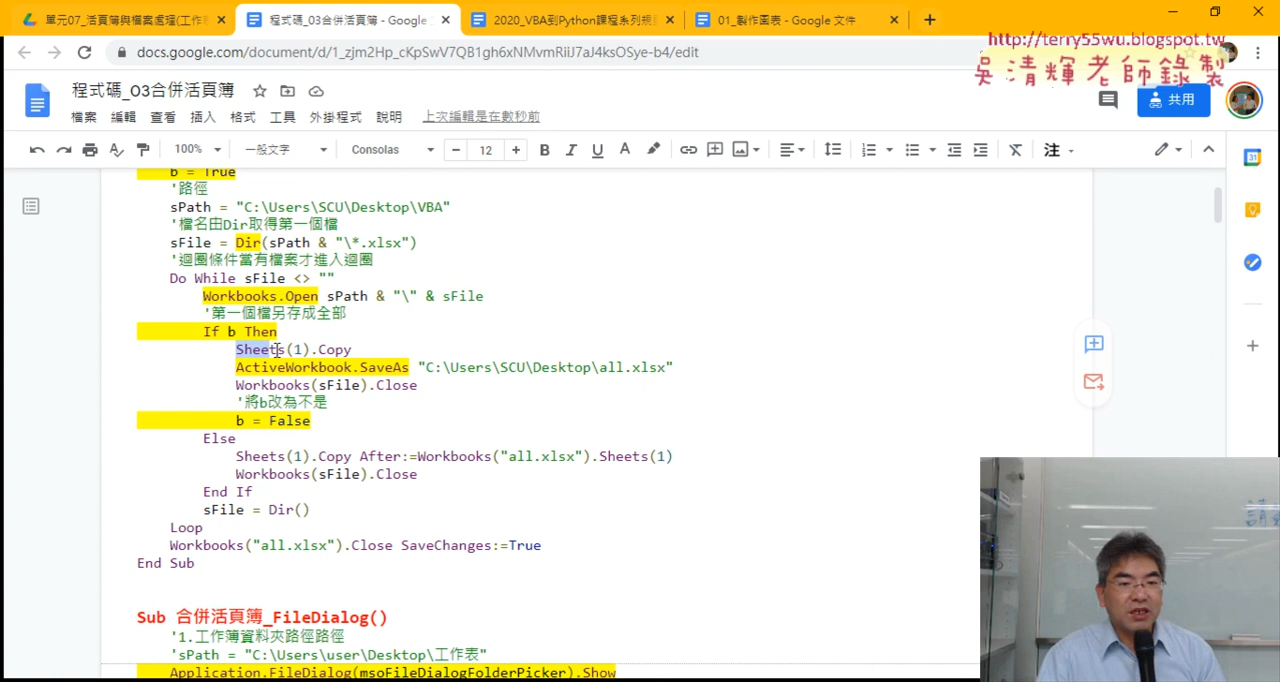 單元07_活頁簿與檔案處理(工作
程式碼_03合併活頁簿 - Google
2020_VBA到Python課程系列規
01_製作圖表 - Google 文件
docs.google.com/document/d/1_zjm2Hp_cKpSwV7QB1gh6xNMvmRiiJ7aJ4ksOSye-b4/edit
http://terry55wu.blogspot.tw
吳清輝老師錄製
程式碼_03合併活頁簿
共用
檔案 編輯 查看 插入 格式 工具 外掛程式 說明 上次編輯是在數秒前
100% 一般文字 Consolas 12 B I U A 注
b = True
'路徑
sPath = "C:\Users\SCU\Desktop\VBA"
'檔名由Dir取得第一個檔
sFile = Dir(sPath & "\*.xlsx")
'迴圈條件當有檔案才進入迴圈
Do While sFile <> ""
Workbooks.Open sPath & "\" & sFile
'第一個檔另存成全部
If b Then
Sheets(1).Copy
ActiveWorkbook.SaveAs "C:\Users\SCU\Desktop\all.xlsx"
Workbooks(sFile).Close
'將b改為不是
b = False
Else
Sheets(1).Copy After:=Workbooks("all.xlsx").Sheets(1)
Workbooks(sFile).Close
End If
sFile = Dir()
Loop
Workbooks("all.xlsx").Close SaveChanges:=True
End Sub
Sub 合併活頁簿_FileDialog()
'1.工作簿資料夾路徑路徑
'sPath = "C:\Users\user\Desktop\工作表"
Application.FileDialog(msoFileDialogFolderPicker).Show